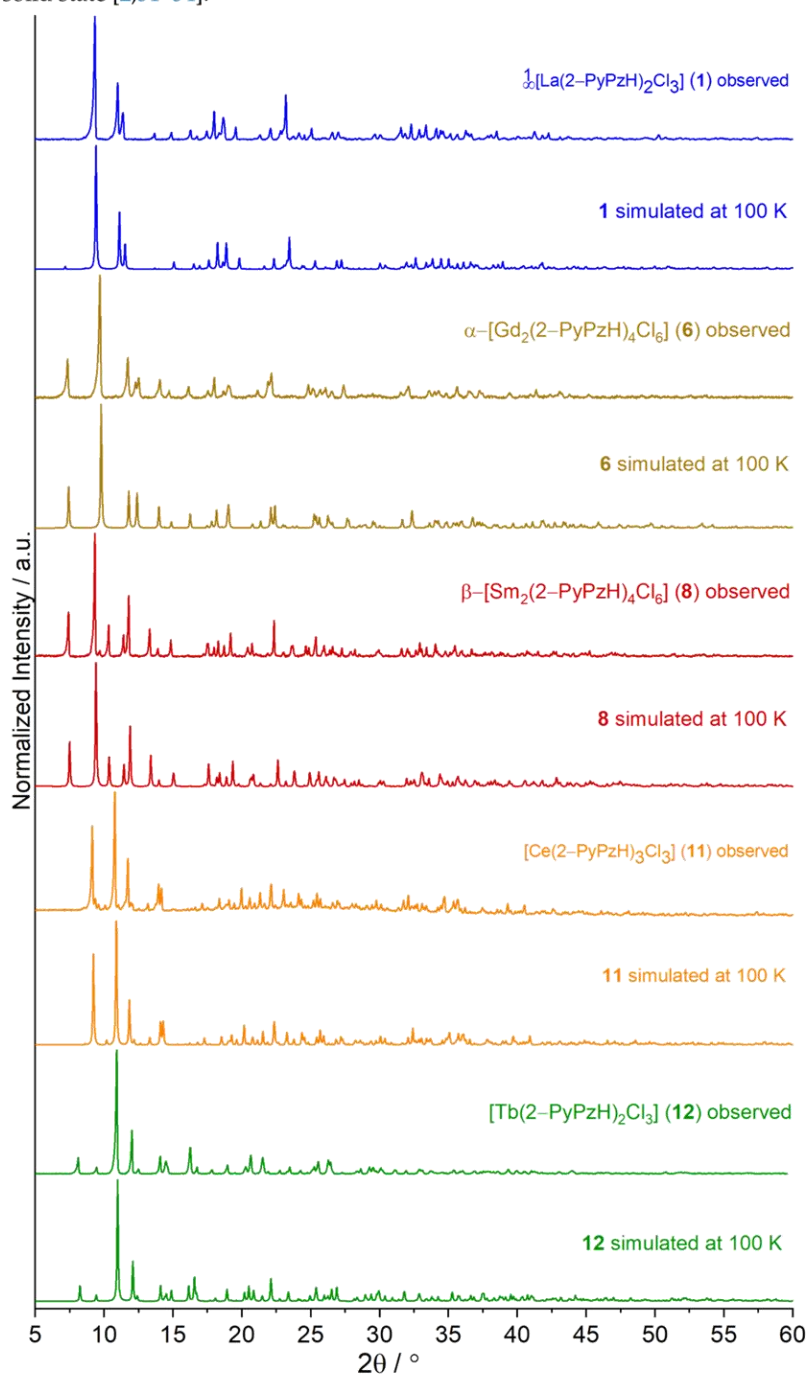 ¹∞[La(2−PyPzH)₂Cl₃] (1) observed
1 simulated at 100 K
α−[Gd₂(2−PyPzH)₄Cl₆] (6) observed
6 simulated at 100 K
β−[Sm₂(2−PyPzH)₄Cl₆] (8) observed
8 simulated at 100 K
[Ce(2−PyPzH)₃Cl₃] (11) observed
11 simulated at 100 K
[Tb(2−PyPzH)₂Cl₃] (12) observed
12 simulated at 100 K
Normalized Intensity / a.u.
5 10 15 20 25 30 35 40 45 50 55 60
2θ / °